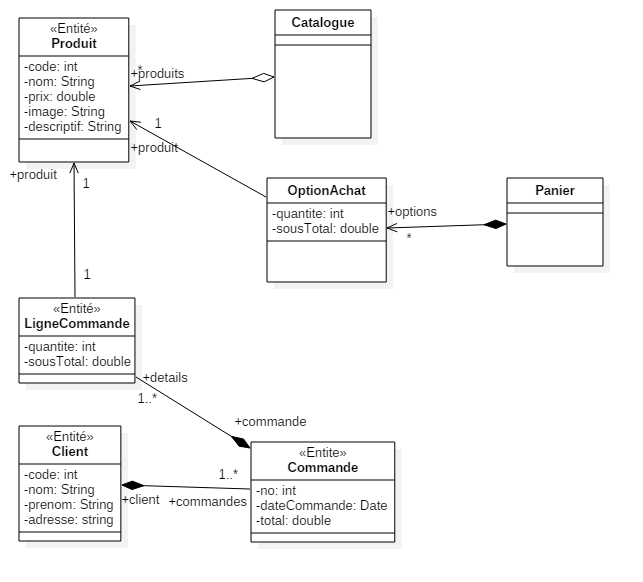 «Entité»
Produit
-code: int
-nom: String
-prix: double
-image: String
-descriptif: String
Catalogue
*
+produits
1
+produit
OptionAchat
-quantite: int
-sousTotal: double
Panier
+options
*
+produit
1
1
«Entité»
LigneCommande
-quantite: int
-sousTotal: double
+details
1..*
+commande
«Entité»
Client
-code: int
-nom: String
-prenom: String
-adresse: string
1..*
+client
+commandes
«Entite»
Commande
-no: int
-dateCommande: Date
-total: double